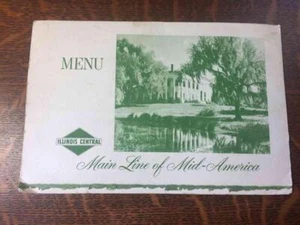 MENU
ILLINOIS CENTRAL
Main Line of Mid-America